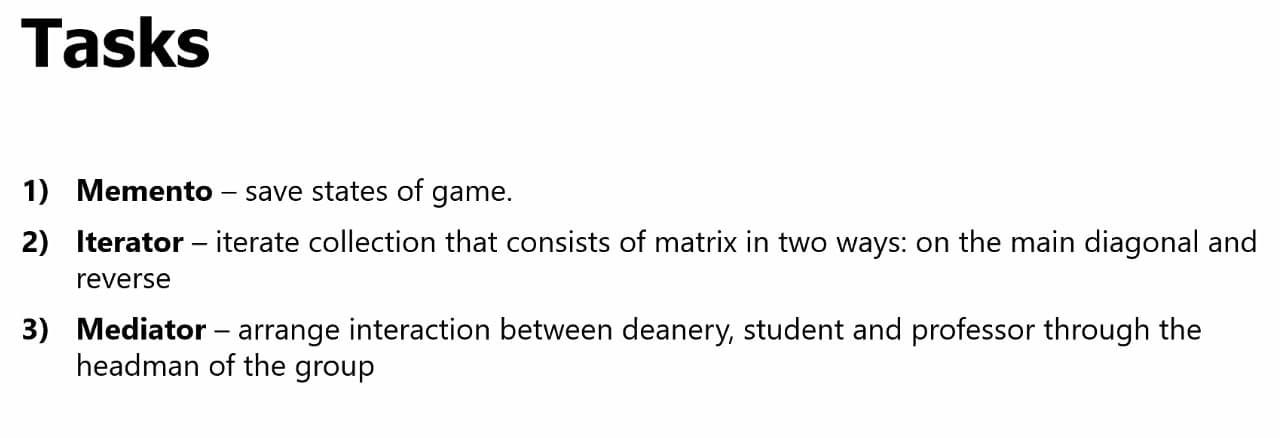 Tasks
1) Memento – save states of game.
2) Iterator – iterate collection that consists of matrix in two ways: on the main diagonal and
reverse
3) Mediator – arrange interaction between deanery, student and professor through the
headman of the group